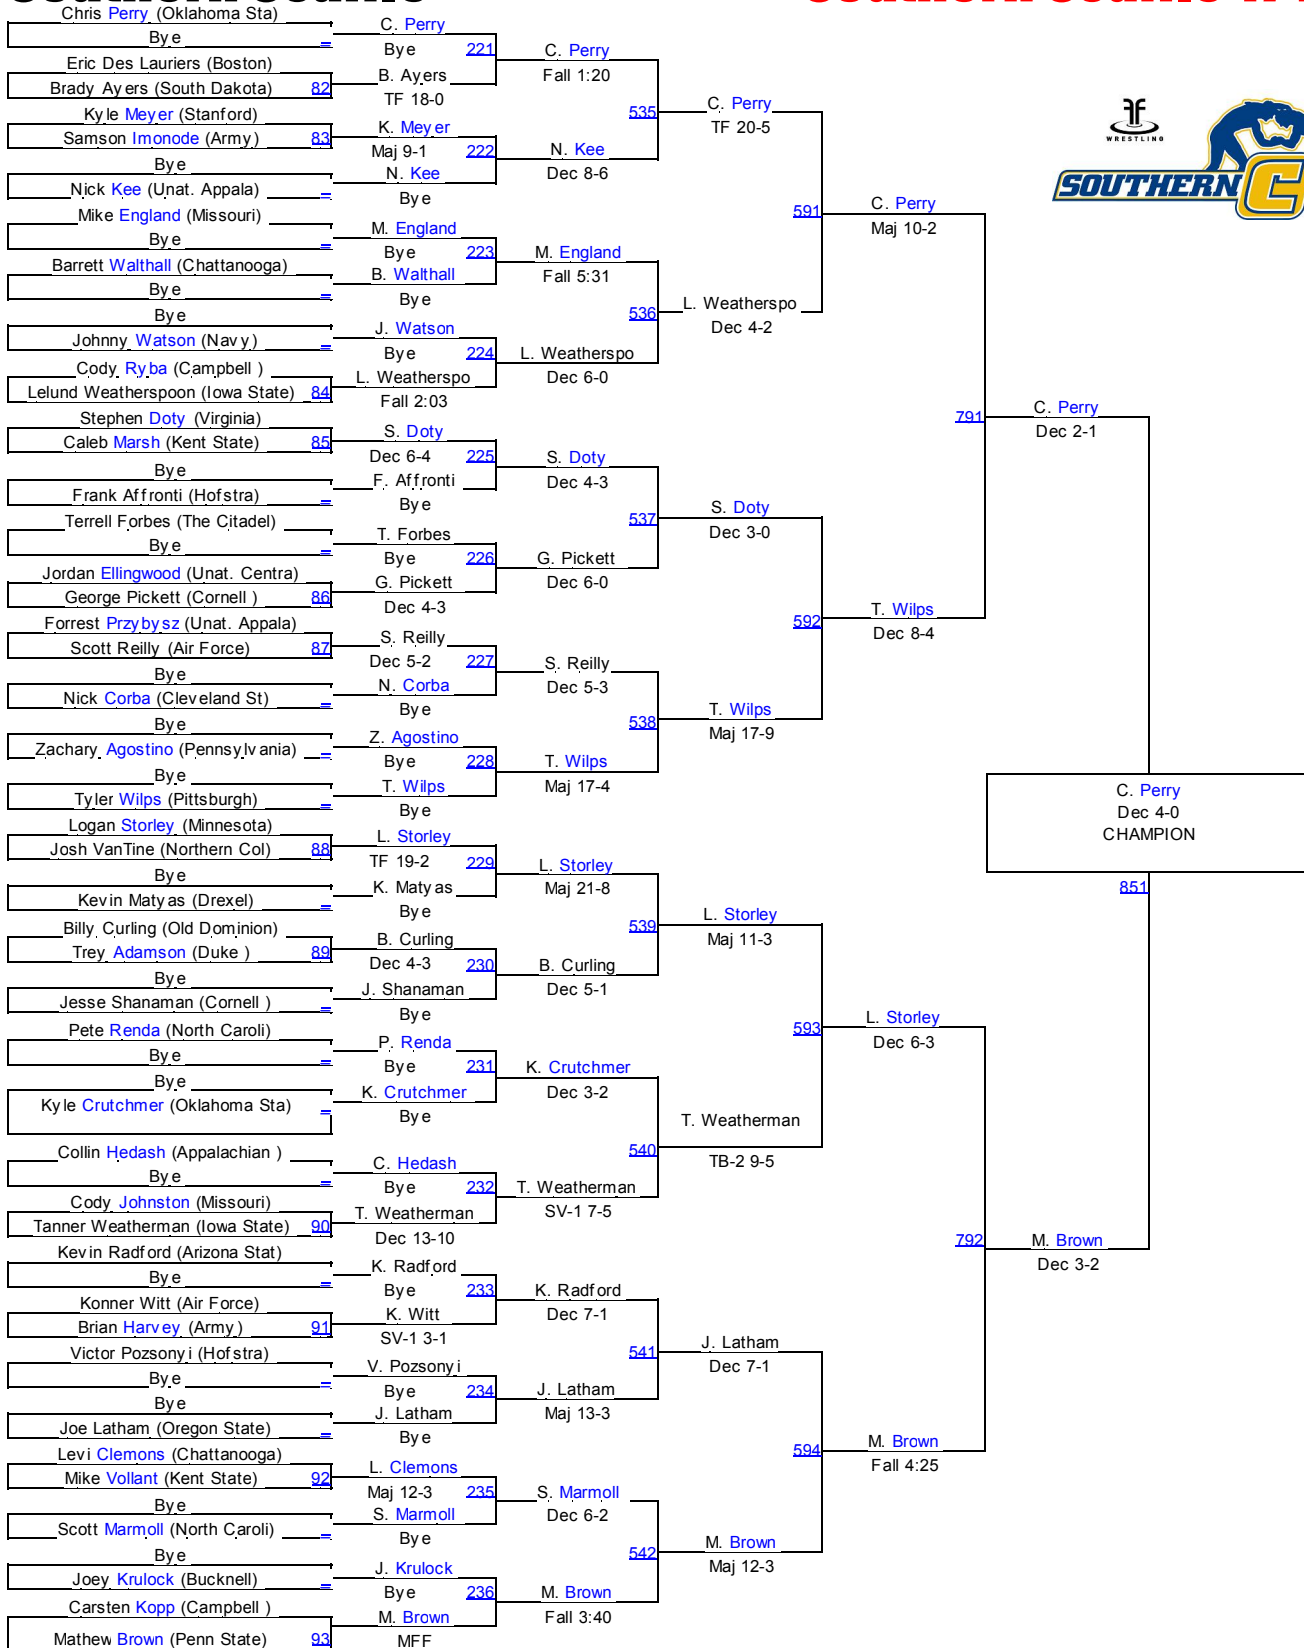 Chris Perry (Oklahoma Sta)
Bye
Eric Des Lauriers (Boston)
Brady Ayers (South Dakota) 82
Kyle Meyer (Stanford)
Samson Imonode (Army) 83
Bye
Nick Kee (Unat. Appala)
Mike England (Missouri)
Bye
Barrett Walthall (Chattanooga)
Bye
Bye
Johnny Watson (Navy)
Cody Ryba (Campbell )
Lelund Weatherspoon (Iowa State) 84
Stephen Doty (Virginia)
Caleb Marsh (Kent State) 85
Bye
Frank Affronti (Hofstra)
Terrell Forbes (The Citadel)
Bye
Jordan Ellingwood (Unat. Centra)
George Pickett (Cornell ) 86
Forrest Przybysz (Unat. Appala)
Scott Reilly (Air Force) 87
Bye
Nick Corba (Cleveland St)
Bye
Zachary Agostino (Pennsylvania)
Bye
Tyler Wilps (Pittsburgh)
Logan Storley (Minnesota)
Josh VanTine (Northern Col) 88
Bye
Kevin Matyas (Drexel)
Billy Curling (Old Dominion)
Trey Adamson (Duke ) 89
Bye
Jesse Shanaman (Cornell )
Pete Renda (North Caroli)
Bye
Bye
Kyle Crutchmer (Oklahoma Sta)
Collin Hedash (Appalachian )
Bye
Cody Johnston (Missouri)
Tanner Weatherman (Iowa State) 90
Kevin Radford (Arizona Stat)
Bye
Konner Witt (Air Force)
Brian Harvey (Army) 91
Victor Pozsonyi (Hofstra)
Bye
Bye
Joe Latham (Oregon State)
Levi Clemons (Chattanooga)
Mike Vollant (Kent State) 92
Bye
Scott Marmoll (North Caroli)
Bye
Joey Krulock (Bucknell)
Carsten Kopp (Campbell )
Mathew Brown (Penn State) 93
C. Perry
Bye 221
B. Ayers
TF 18-0
K. Meyer
Maj 9-1 222
N. Kee
Bye
M. England
Bye 223
B. Walthall
Bye
J. Watson
Bye 224
L. Weatherspo
Fall 2:03
S. Doty
Dec 6-4 225
F. Affronti
Bye
T. Forbes
Bye 226
G. Pickett
Dec 4-3
S. Reilly
Dec 5-2 227
N. Corba
Bye
Z. Agostino
Bye 228
T. Wilps
Bye
L. Storley
TF 19-2 229
K. Matyas
Bye
B. Curling
Dec 4-3 230
J. Shanaman
Bye
P. Renda
Bye 231
K. Crutchmer
Bye
C. Hedash
Bye 232
T. Weatherman
Dec 13-10
K. Radford
Bye 233
K. Witt
SV-1 3-1
V. Pozsonyi
Bye 234
J. Latham
Bye
L. Clemons
Maj 12-3 235
S. Marmoll
Bye
J. Krulock
Bye 236
M. Brown
MFF
C. Perry
Fall 1:20
535
N. Kee
Dec 8-6
M. England
Fall 5:31
536
L. Weatherspo
Dec 6-0
S. Doty
Dec 4-3
537
G. Pickett
Dec 6-0
S. Reilly
Dec 5-3
538
T. Wilps
Maj 17-4
L. Storley
Maj 21-8
539
B. Curling
Dec 5-1
K. Crutchmer
Dec 3-2
540
T. Weatherman
SV-1 7-5
K. Radford
Dec 7-1
541
J. Latham
Maj 13-3
S. Marmoll
Dec 6-2
542
M. Brown
Fall 3:40
C. Perry
TF 20-5
591
L. Weatherspo
Dec 4-2
S. Doty
Dec 3-0
592
T. Wilps
Maj 17-9
L. Storley
Maj 11-3
593
T. Weatherman
TB-2 9-5
J. Latham
Dec 7-1
594
M. Brown
Maj 12-3
C. Perry
Maj 10-2
791
T. Wilps
Dec 8-4
L. Storley
Dec 6-3
792
M. Brown
Fall 4:25
C. Perry
Dec 2-1
M. Brown
Dec 3-2
C. Perry
Dec 4-0
CHAMPION
851
WRESTLING
SOUTHERN C